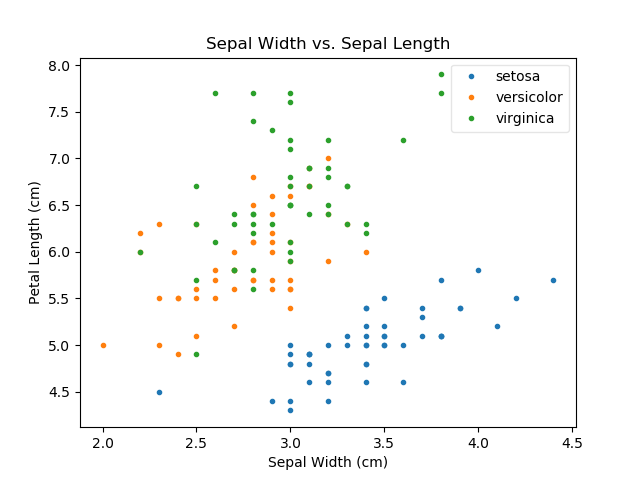 Sepal Width vs. Sepal Length
setosa
versicolor
virginica
Petal Length (cm)
8.0
7.5
7.0
6.5
6.0
5.5
5.0
4.5
2.0 2.5 3.0 3.5 4.0 4.5
Sepal Width (cm)